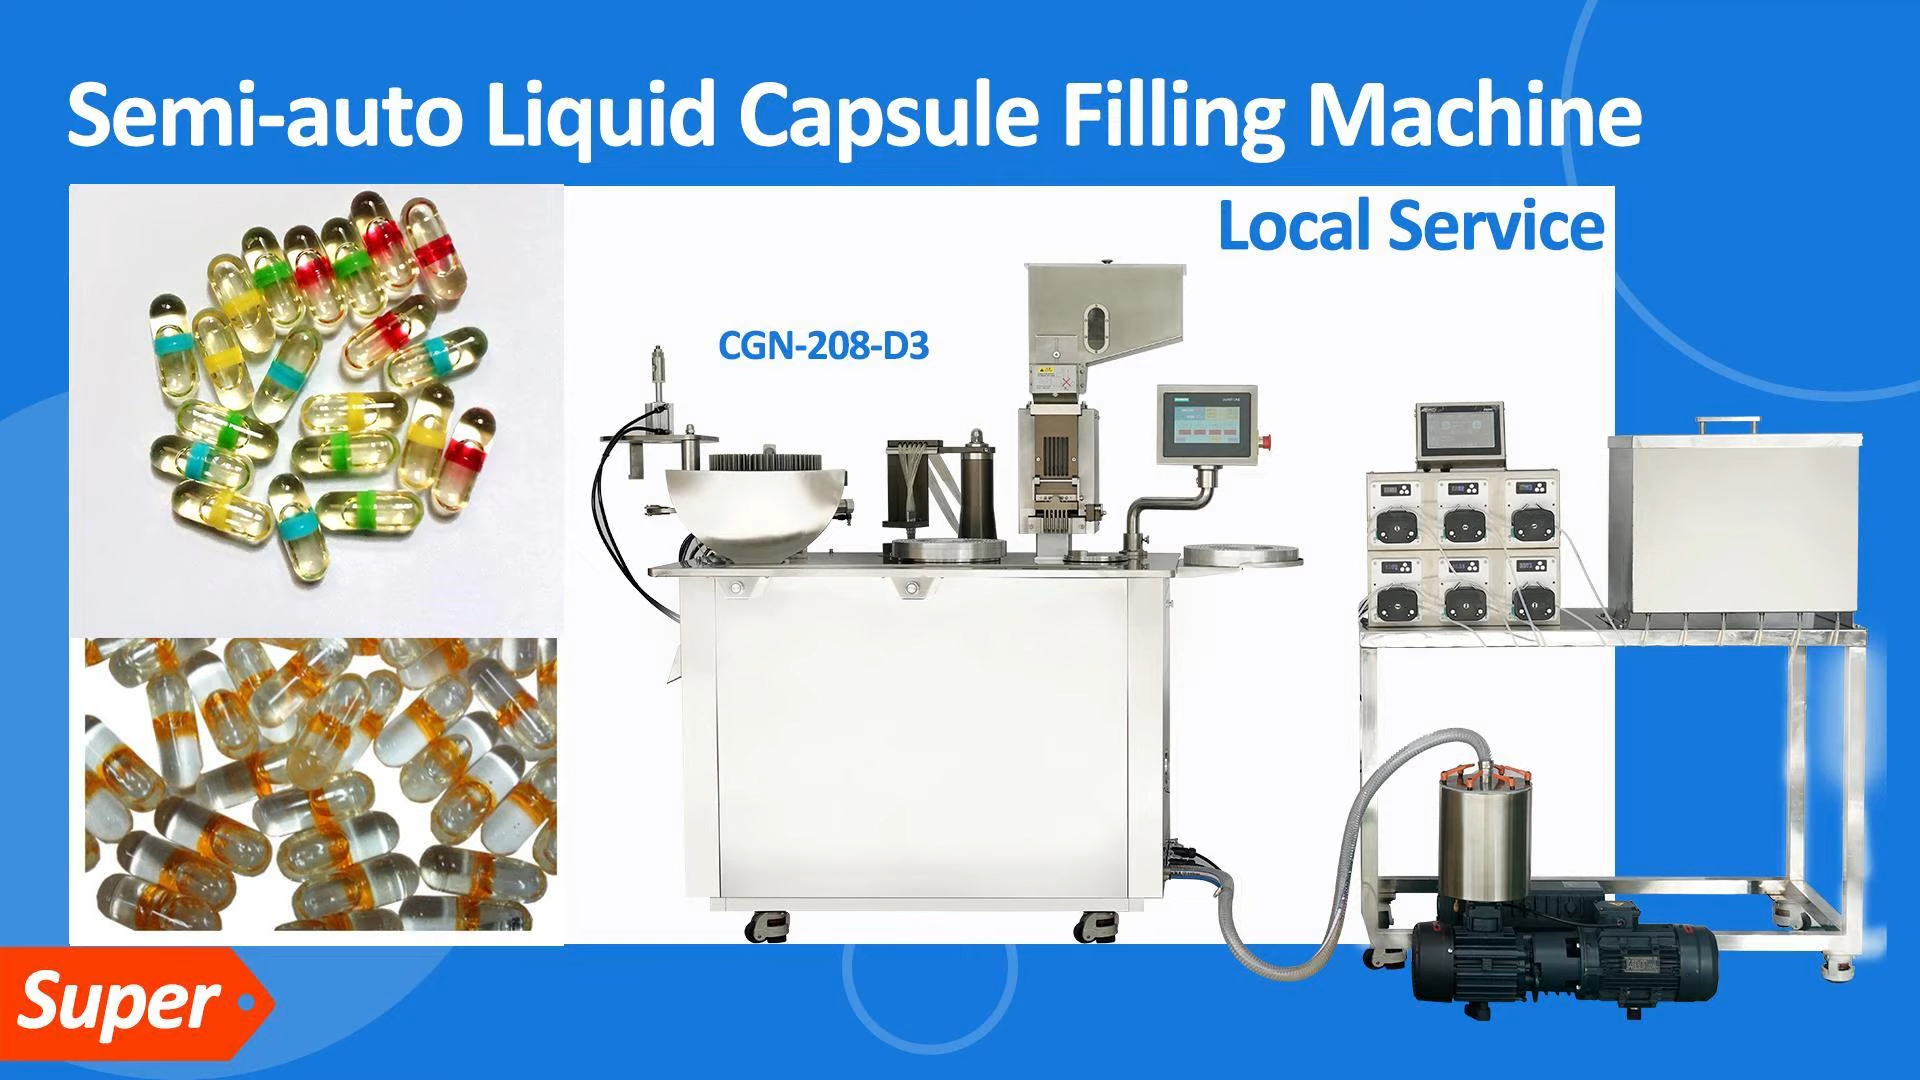 Semi-auto Liquid Capsule Filling Machine
Local Service
CGN-208-D3
Super